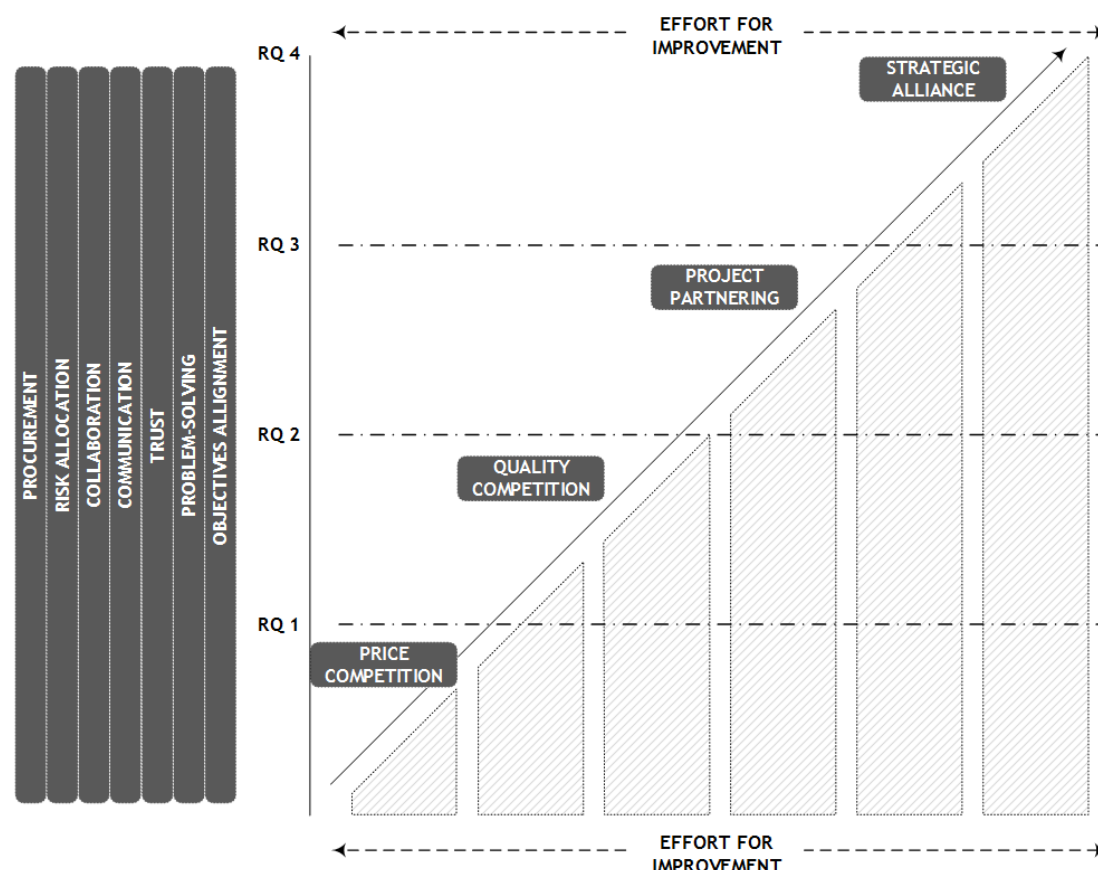 EFFORT FOR
IMPROVEMENT
RQ 4
STRATEGIC
ALLIANCE
RQ 3
PROJECT
PARTNERING
RQ 2
QUALITY
COMPETITION
RQ 1
PRICE
COMPETITION
PROCUREMENT
RISK ALLOCATION
COLLABORATION
COMMUNICATION
TRUST
PROBLEM-SOLVING
OBJECTIVES ALLIGNMENT
EFFORT FOR
IMPROVEMENT